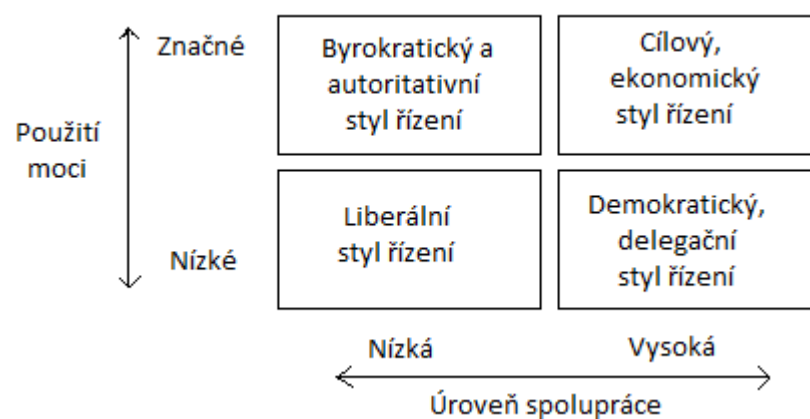 Značné
Byrokratický a
autoritativní
styl řízení
Cílový,
ekonomický
styl řízení
Použití
moci
Nízké
Liberální
styl řízení
Demokratický,
delegační
styl řízení
Nízká
Vysoká
Úroveň spolupráce